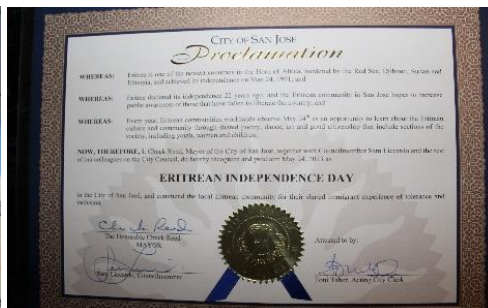 CITY OF SAN JOSE
Proclamation
WHEREAS: Eritrea is one of the newest countries in the Horn of Africa, bordered by the Red Sea, Djibouti, Sudan and
Ethiopia, and achieved its independence on May 24, 1991, and
WHEREAS: Eritrea declared its independence 22 years ago, and the Eritrean community in San Jose hopes to increase
public awareness of those that have fallen to liberate the country; and
WHEREAS: Every year, Eritrean communities worldwide observe May 24th as an opportunity to learn about the Eritrean
culture and community through shared poetry, dance, art and good citizenship that include sections of the
society, including youth, women and children.
NOW, THEREFORE, I, Chuck Reed, Mayor of the City of San José, together with Councilmember Sam Liccardo and the rest
of our colleagues on the City Council, do hereby recognize and proclaim May 24, 2013 as
ERITREAN INDEPENDENCE DAY
in the City of San José, and commend the local Eritrean community for their shared immigrant experience of tolerance and
inclusion.
Chuck Reed
The Honorable Chuck Reed
MAYOR
Sam Liccardo, Councilmember
Attested to by:
Toni Taber, Acting City Clerk